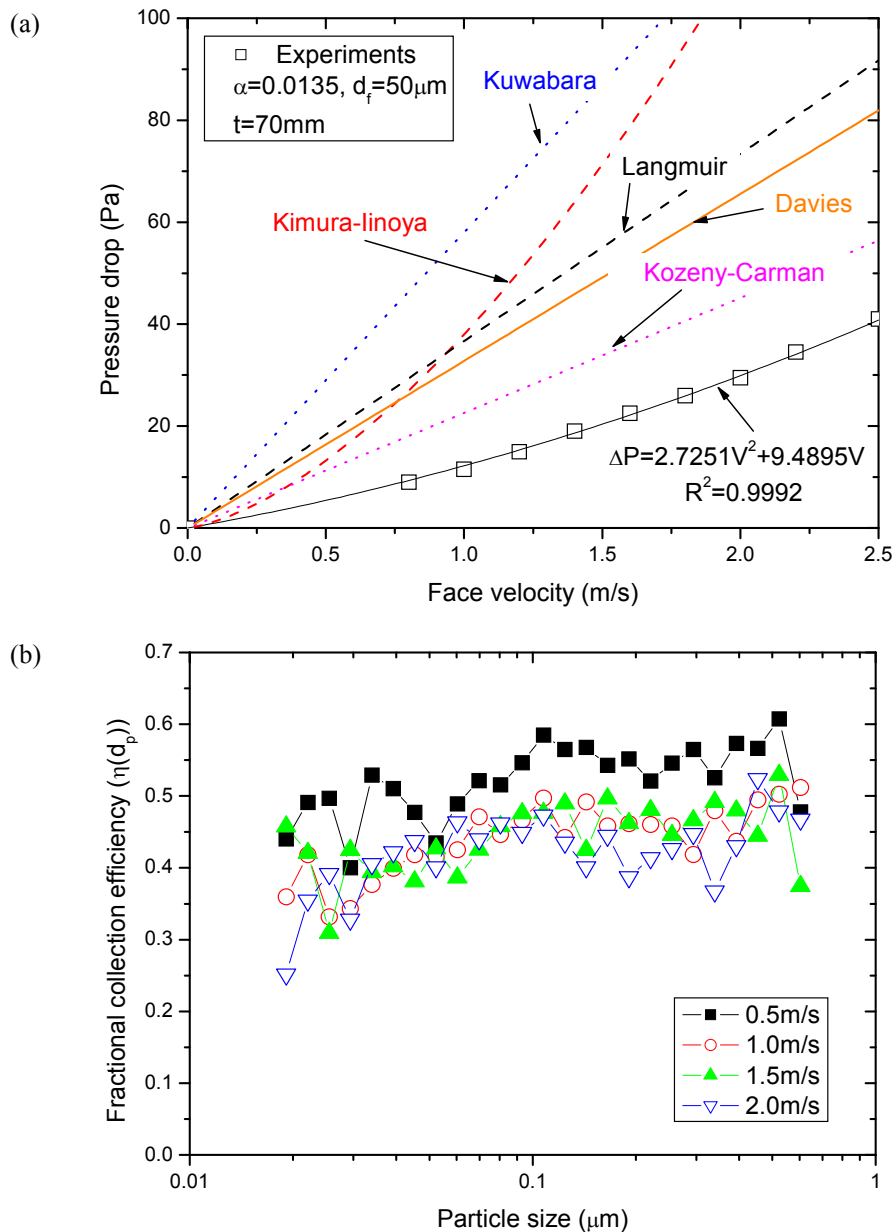 (a)
100
80
60
40
20
0
Pressure drop (Pa)
Experiments
α=0.0135, d_f=50μm
t=70mm
Kuwabara
Langmuir
Davies
Kimura-Iinoya
Kozeny-Carman
ΔP=2.7251V²+9.4895V
R²=0.9992
0.0 0.5 1.0 1.5 2.0 2.5
Face velocity (m/s)
(b)
0.7
0.6
0.5
0.4
0.3
0.2
0.1
0.0
Fractional collection efficiency (η(d_p))
0.5m/s
1.0m/s
1.5m/s
2.0m/s
0.01 0.1 1
Particle size (μm)